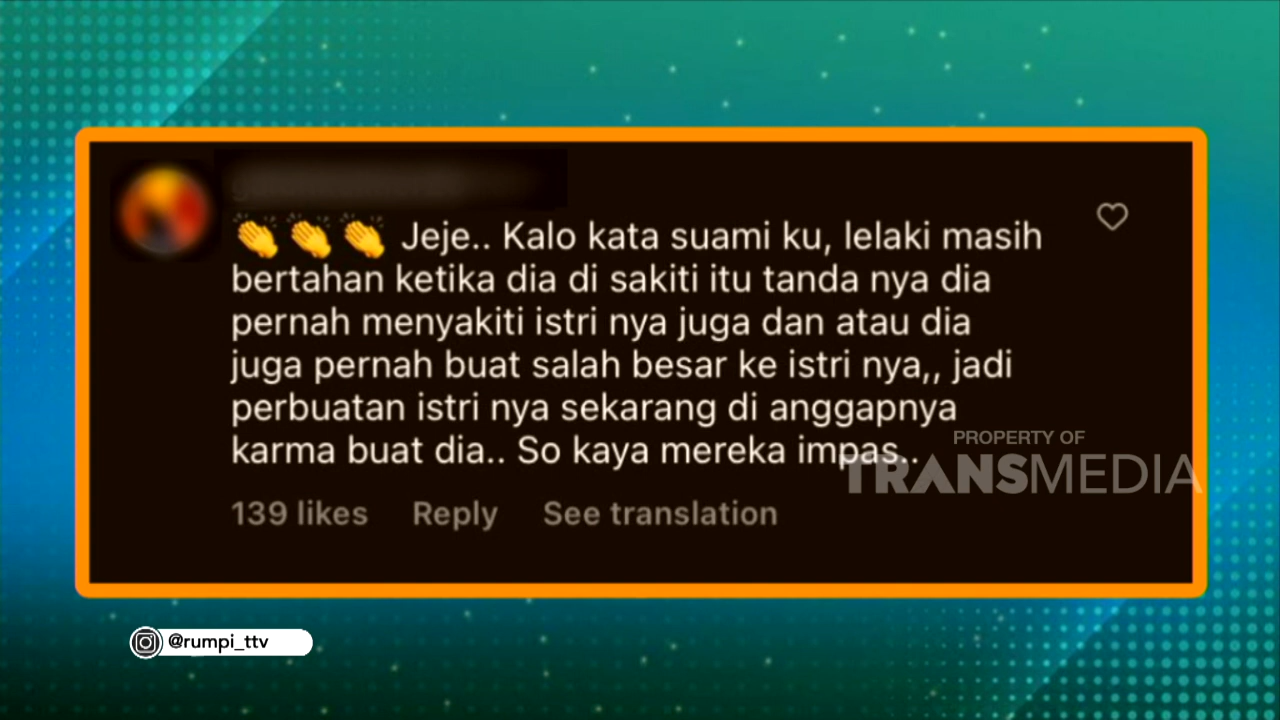 👏👏👏 Jeje.. Kalo kata suami ku, lelaki masih
bertahan ketika dia di sakiti itu tanda nya dia
pernah menyakiti istri nya juga dan atau dia
juga pernah buat salah besar ke istri nya,, jadi
perbuatan istri nya sekarang di anggapnya
karma buat dia.. So kaya mereka impas..
PROPERTY OF
TRANSMEDIA
139 likes Reply See translation
@rumpi_ttv